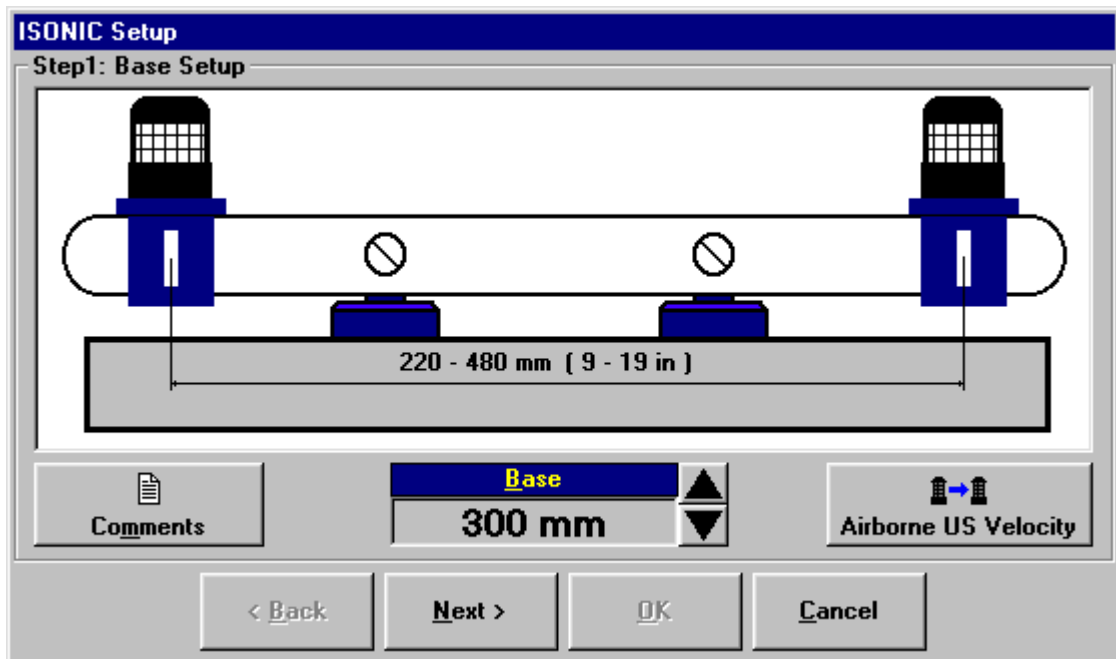 ISONIC Setup
Step1: Base Setup
220 - 480 mm ( 9 - 19 in )
Base
300 mm
Comments
Airborne US Velocity
< Back
Next >
OK
Cancel